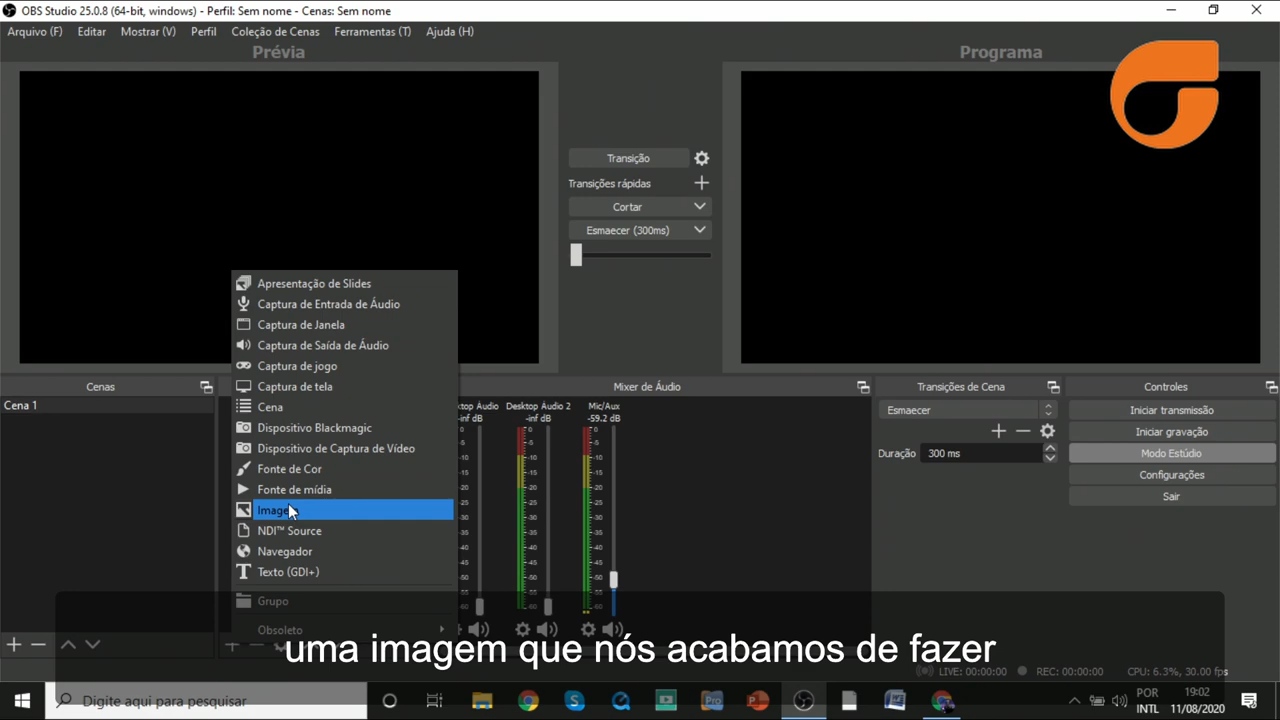 OBS Studio 25.0.8 (64-bit, windows) - Perfil: Sem nome - Cenas: Sem nome
Arquivo (F) Editar Mostrar (V) Perfil Coleção de Cenas Ferramentas (T) Ajuda (H)
Prévia
Programa
Transição
Transições rápidas
Cortar
Esmaecer (300ms)
Apresentação de Slides
Captura de Entrada de Áudio
Captura de Janela
Captura de Saída de Áudio
Captura de jogo
Captura de tela
Cena
Dispositivo Blackmagic
Dispositivo de Captura de Vídeo
Fonte de Cor
Fonte de mídia
Imagem
NDI™ Source
Navegador
Texto (GDI+)
Grupo
Obsoleto
Cenas
Cena 1
Mixer de Áudio
Desktop Audio 2 Mic/Aux
-inf dB -inf dB -59.2 dB
Transições de Cena
Esmaecer
Duração 300 ms
Controles
Iniciar transmissão
Iniciar gravação
Modo Estúdio
Configurações
Sair
uma imagem que nós acabamos de fazer
LIVE: 00:00:00 REC: 00:00:00 CPU: 6.3%, 30.00 fps
Digite aqui para pesquisar
POR
INTL
19:02
11/08/2020